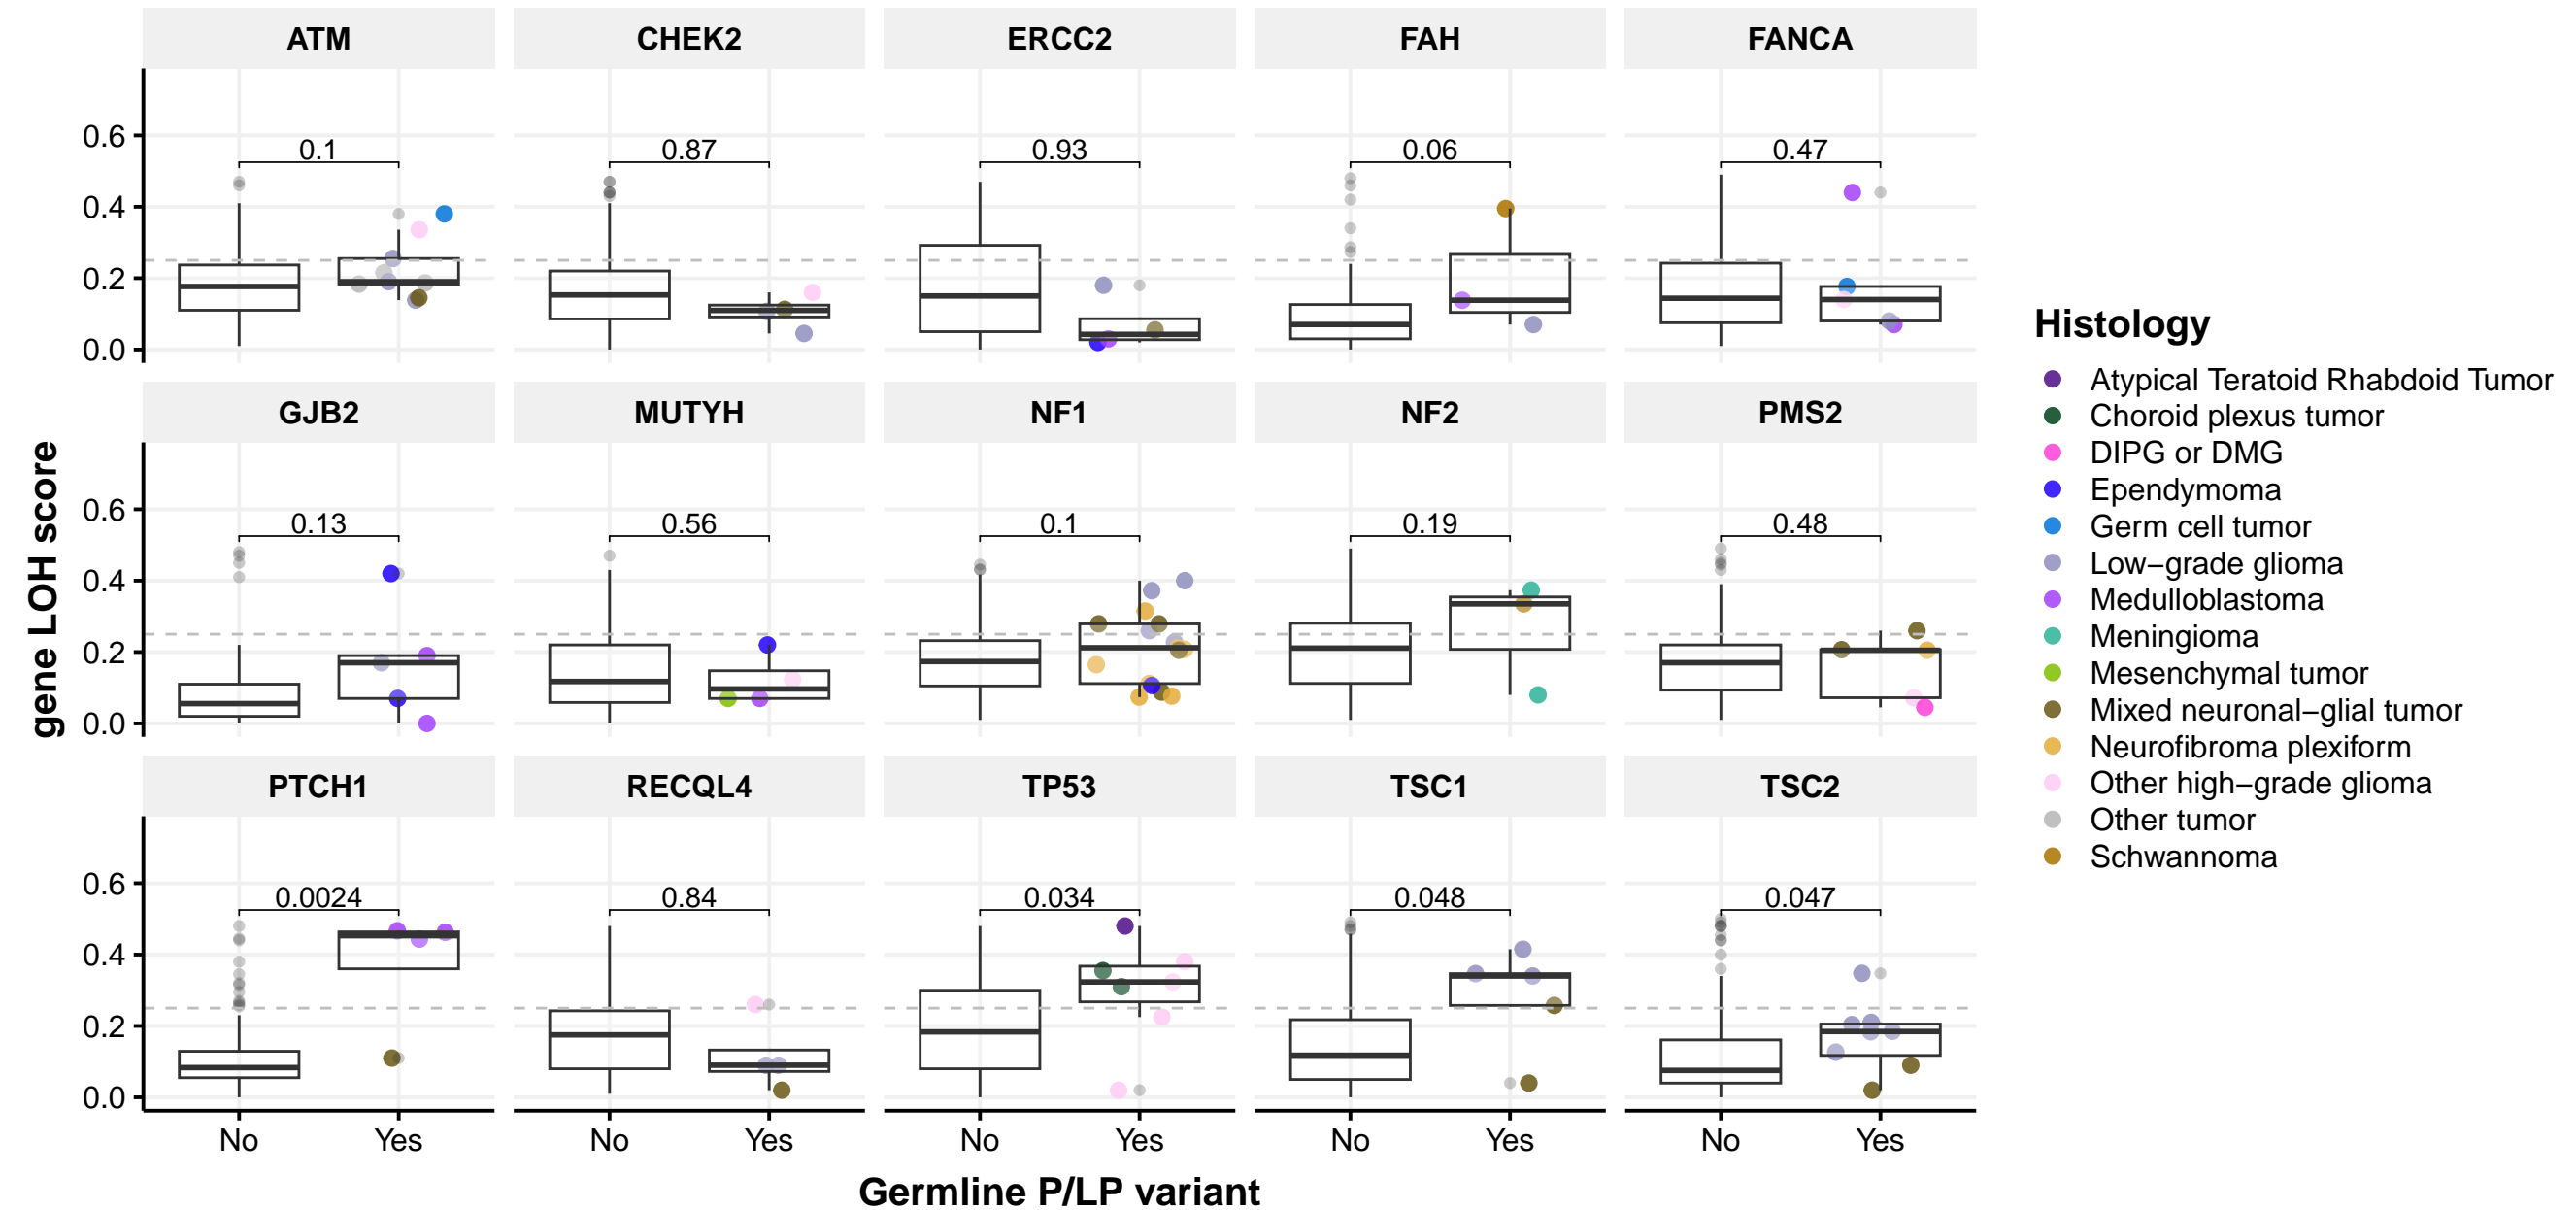 ATM CHEK2 ERCC2 FAH FANCA
0.6 0.1 0.87 0.93 0.06 0.47
0.4
0.2
0.0
GJB2 MUTYH NF1 NF2 PMS2
0.6 0.13 0.56 0.1 0.19 0.48
0.4
0.2
0.0
PTCH1 RECQL4 TP53 TSC1 TSC2
0.6 0.0024 0.84 0.034 0.048 0.047
0.4
0.2
0.0
No Yes No Yes No Yes No Yes No Yes
Germline P/LP variant
gene LOH score
Histology
Atypical Teratoid Rhabdoid Tumor
Choroid plexus tumor
DIPG or DMG
Ependymoma
Germ cell tumor
Low−grade glioma
Medulloblastoma
Meningioma
Mesenchymal tumor
Mixed neuronal−glial tumor
Neurofibroma plexiform
Other high−grade glioma
Other tumor
Schwannoma